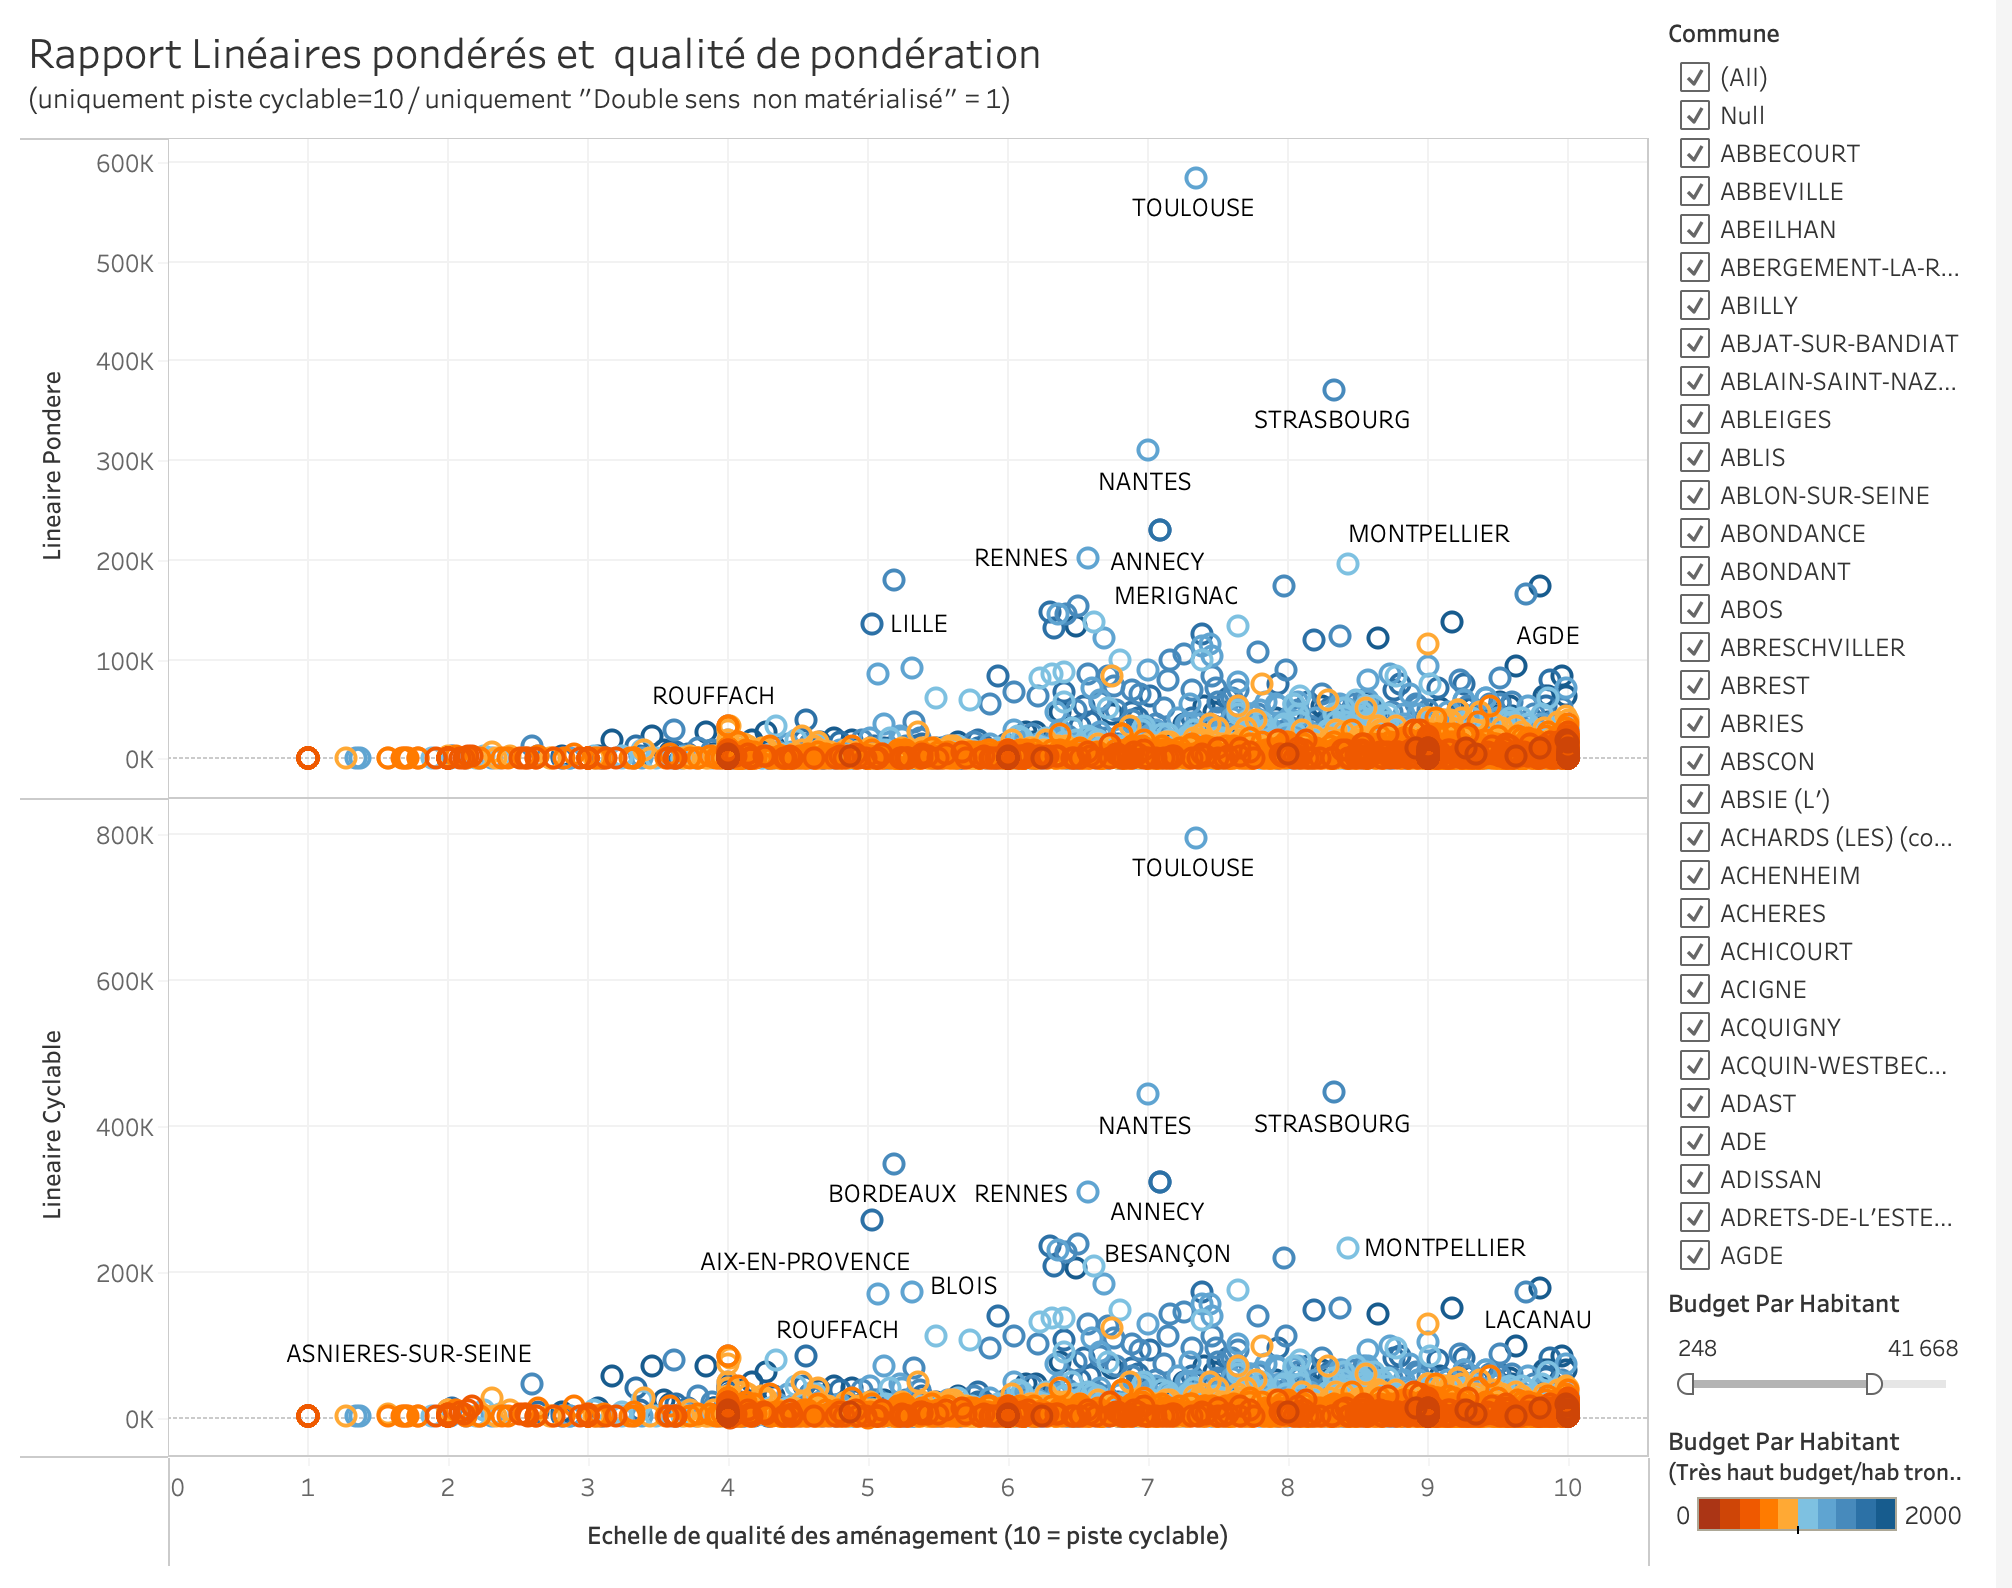 Rapport Linéaires pondérés et  qualité de pondération
(uniquement piste cyclable=10 / uniquement "Double sens  non matérialisé" = 1)
600K
500K
400K
300K
200K
100K
0K
Lineaire Pondere
TOULOUSE
STRASBOURG
NANTES
MONTPELLIER
RENNES
ANNECY
MERIGNAC
LILLE
AGDE
ROUFFACH
800K
600K
400K
200K
0K
Lineaire Cyclable
TOULOUSE
NANTES
STRASBOURG
BORDEAUX
RENNES
ANNECY
AIX-EN-PROVENCE
BESANÇON
MONTPELLIER
BLOIS
LACANAU
ROUFFACH
ASNIERES-SUR-SEINE
0 1 2 3 4 5 6 7 8 9 10
Echelle de qualité des aménagement (10 = piste cyclable)
Commune
(All)
Null
ABBECOURT
ABBEVILLE
ABEILHAN
ABERGEMENT-LA-R...
ABILLY
ABJAT-SUR-BANDIAT
ABLAIN-SAINT-NAZ...
ABLEIGES
ABLIS
ABLON-SUR-SEINE
ABONDANCE
ABONDANT
ABOS
ABRESCHVILLER
ABREST
ABRIES
ABSCON
ABSIE (L')
ACHARDS (LES) (co...
ACHENHEIM
ACHERES
ACHICOURT
ACIGNE
ACQUIGNY
ACQUIN-WESTBEC...
ADAST
ADE
ADISSAN
ADRETS-DE-L'ESTE...
AGDE
Budget Par Habitant
248 41 668
Budget Par Habitant
(Très haut budget/hab tron..
0 2000